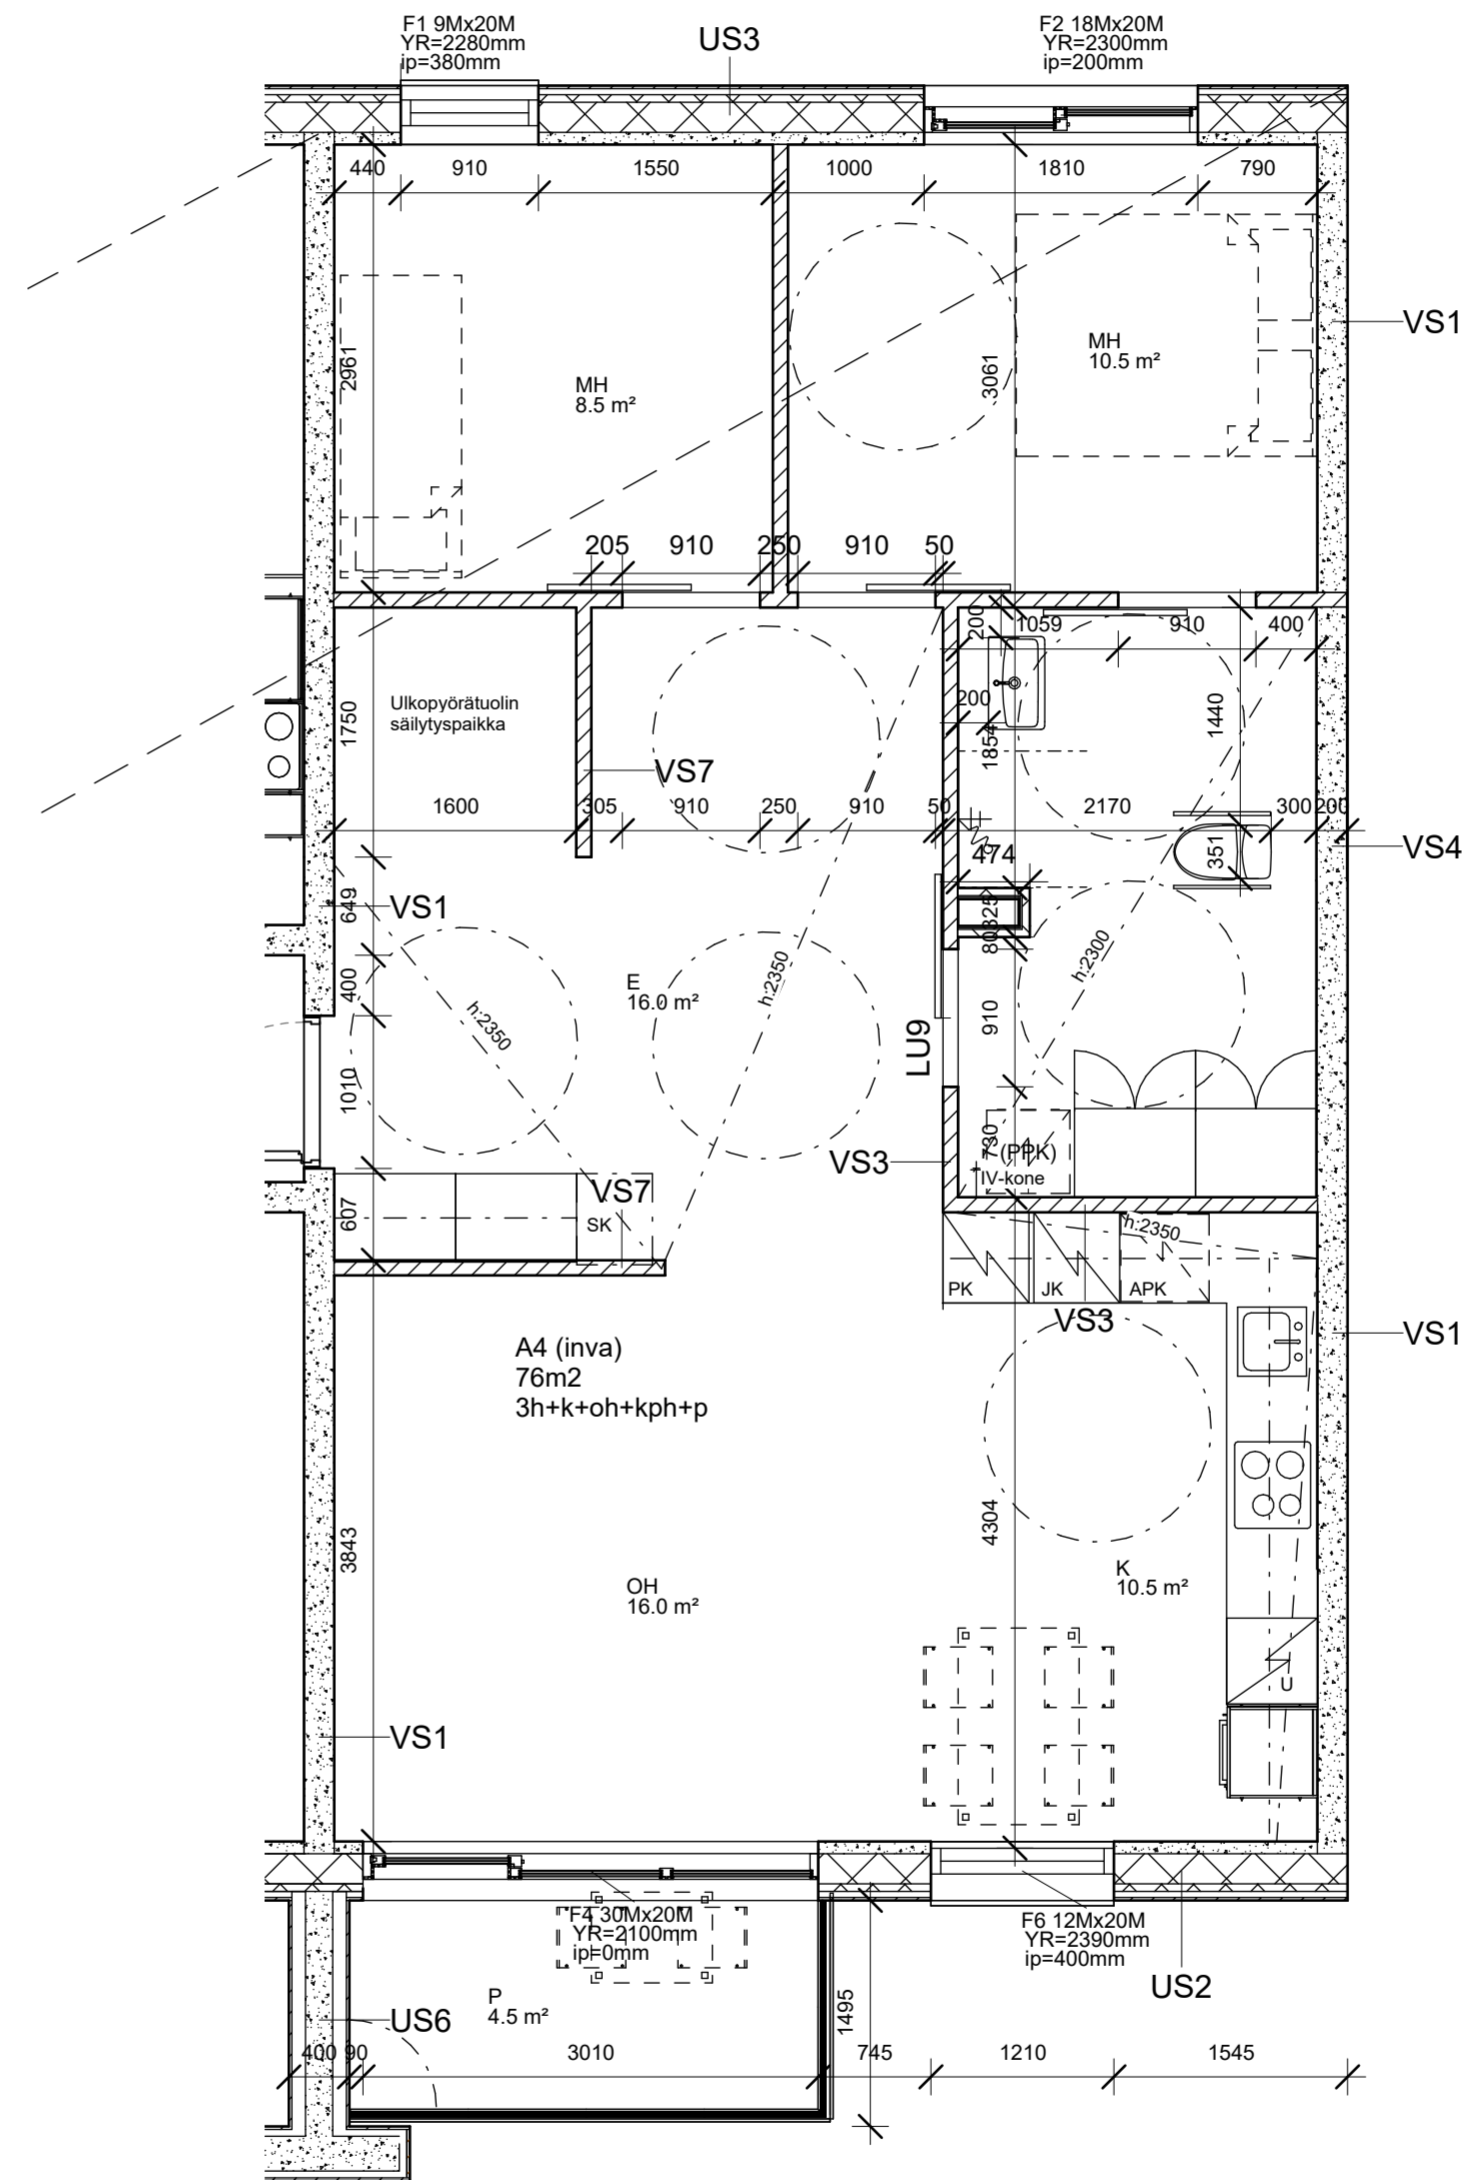 F1 9Mx20M
YR=2280mm
ip=380mm
US3
F2 18Mx20M
YR=2300mm
ip=200mm
440
910
1550
1000
1810
790
2961
MH
8.5 m²
3061
MH
10.5 m²
VS1
205
910
250
910
50
200
1059
910
400
1750
Ulkopyörätuolin
säilytyspaikka
VS7
200
1854
1440
1600
305
910
250
910
50
2170
300
200
474
351
VS4
649
VS1
80
325
400
h:2350
E
16.0 m²
h:2350
h:2300
910
LU9
1010
730
(PPK)
IV-kone
VS3
607
VS7
SK
h:2350
PK
JK
APK
VS3
VS1
A4 (inva)
76m2
3h+k+oh+kph+p
3843
4304
OH
16.0 m²
K
10.5 m²
U
VS1
F4 30Mx20M
YR=2100mm
ip=0mm
F6 12Mx20M
YR=2390mm
ip=400mm
US2
P
4.5 m²
US6
1495
400
90
3010
745
1210
1545